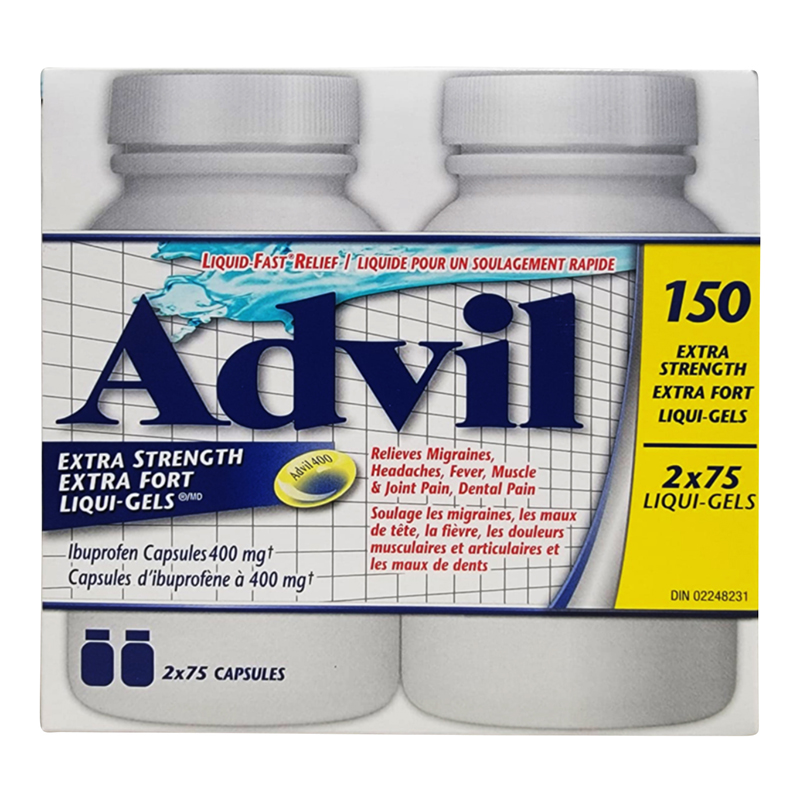 LIQUID-FAST® RELIEF / LIQUIDE POUR UN SOULAGEMENT RAPIDE
Advil
EXTRA STRENGTH
EXTRA FORT
LIQUI-GELS ®/MD
Advil 400
Relieves Migraines,
Headaches, Fever, Muscle
& Joint Pain, Dental Pain
Soulage les migraines, les maux
de tête, la fièvre, les douleurs
musculaires et articulaires et
les maux de dents
Ibuprofen Capsules 400 mg†
Capsules d'ibuprofène à 400 mg†
150
EXTRA
STRENGTH
EXTRA FORT
LIQUI-GELS
2x75
LIQUI-GELS
DIN 02248231
2x75 CAPSULES